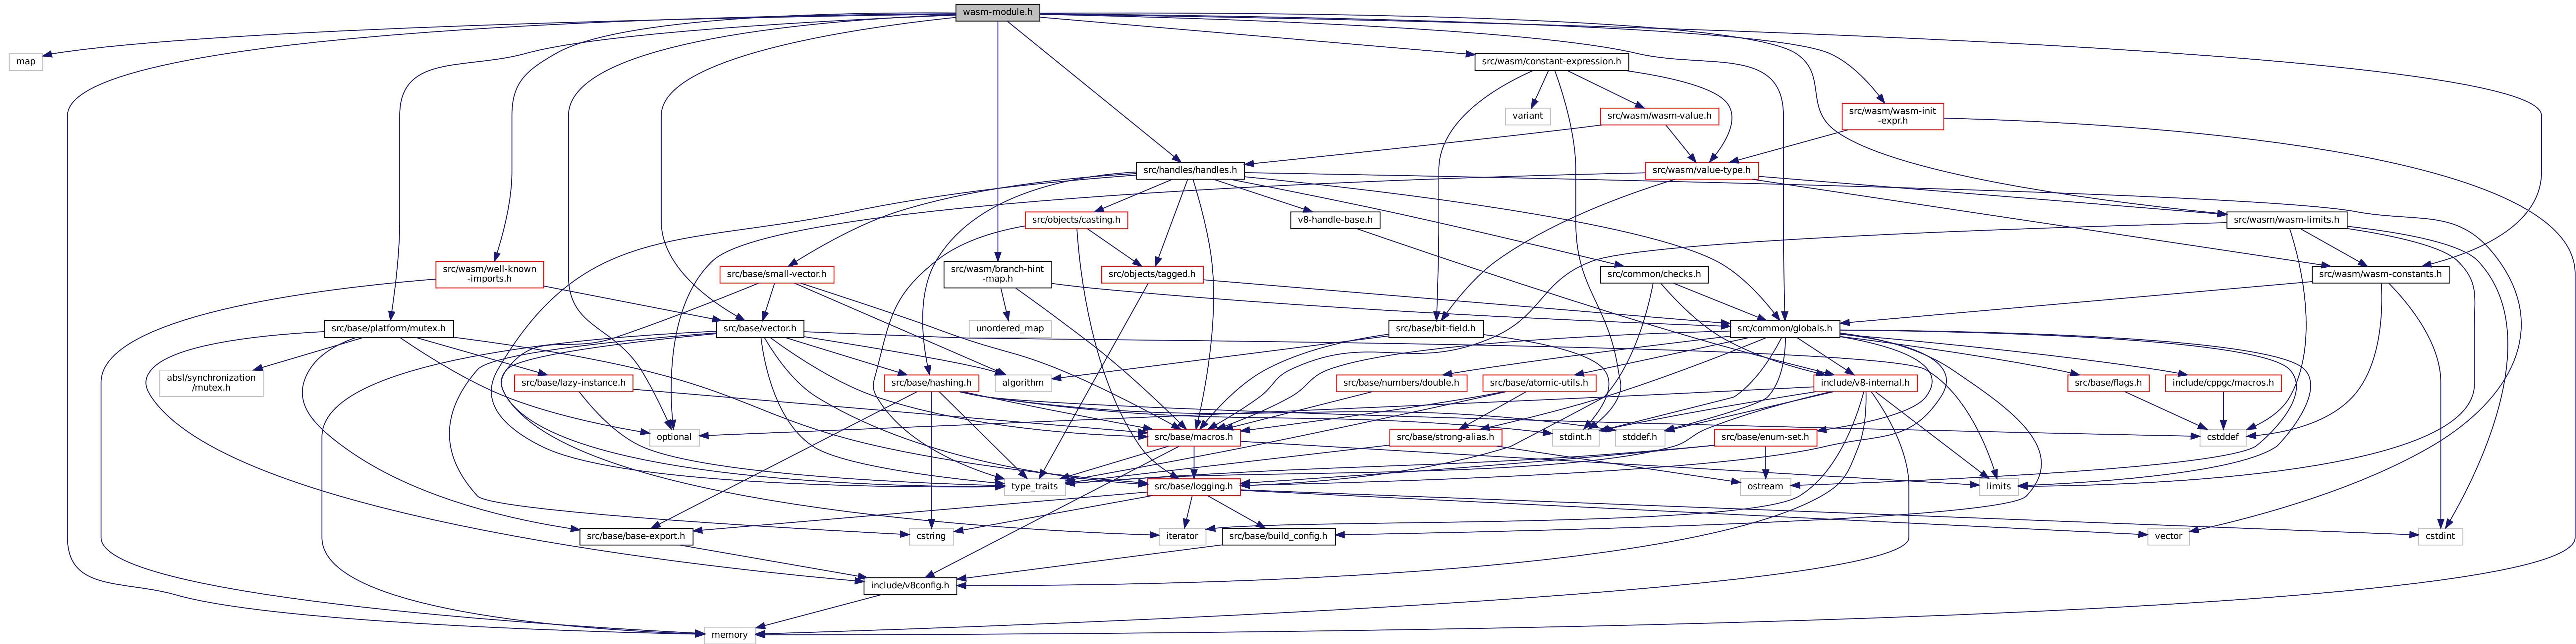 wasm-module.h
map
src/wasm/constant-expression.h
variant
src/wasm/wasm-value.h
src/wasm/wasm-init
-expr.h
src/handles/handles.h
src/wasm/value-type.h
src/objects/casting.h
v8-handle-base.h
src/wasm/wasm-limits.h
src/wasm/well-known
-imports.h
src/base/small-vector.h
src/wasm/branch-hint
-map.h
src/objects/tagged.h
src/common/checks.h
src/wasm/wasm-constants.h
src/base/platform/mutex.h
src/base/vector.h
unordered_map
src/base/bit-field.h
src/common/globals.h
absl/synchronization
/mutex.h
src/base/lazy-instance.h
src/base/hashing.h
algorithm
src/base/numbers/double.h
src/base/atomic-utils.h
include/v8-internal.h
src/base/flags.h
include/cppgc/macros.h
optional
src/base/macros.h
src/base/strong-alias.h
stdint.h
stddef.h
src/base/enum-set.h
cstddef
type_traits
src/base/logging.h
ostream
limits
src/base/base-export.h
cstring
iterator
src/base/build_config.h
vector
cstdint
include/v8config.h
memory